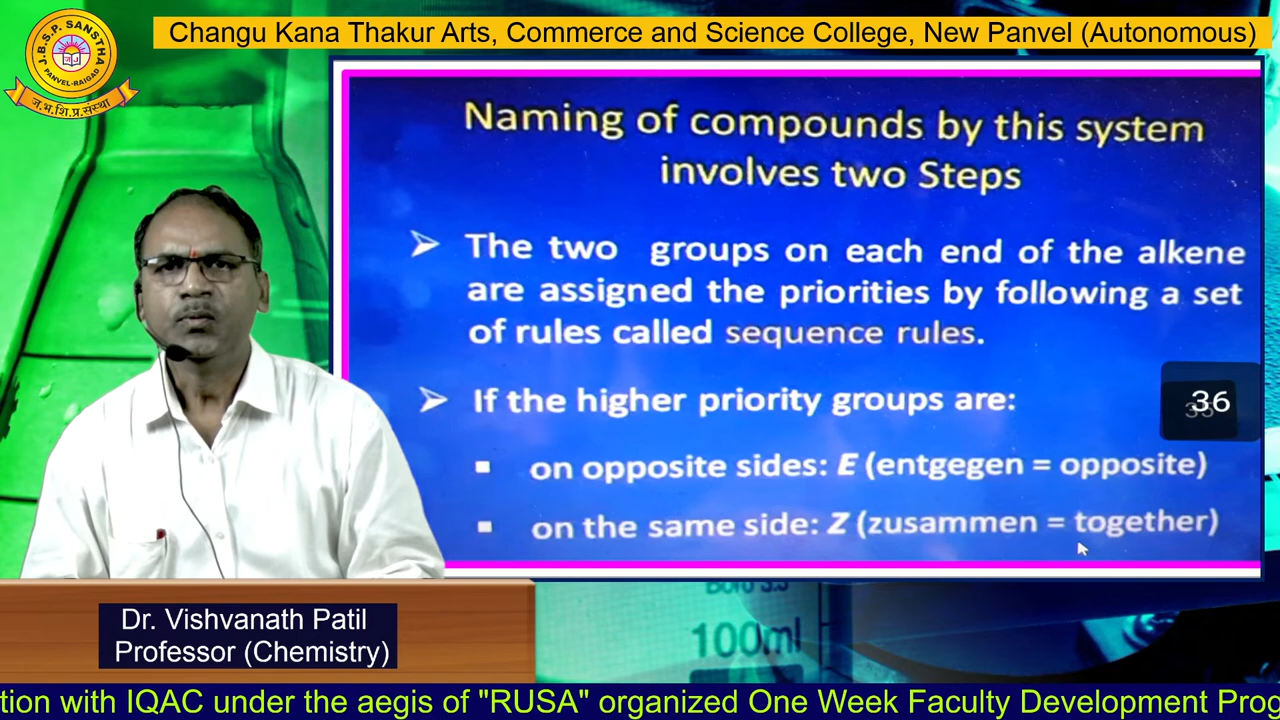 J.B.S.P. SANSTHA
PANVEL-RAIGAD
ज.भ.शि.प्र.संस्था
Changu Kana Thakur Arts, Commerce and Science College, New Panvel (Autonomous)
Naming of compounds by this system
involves two Steps
The two groups on each end of the alkene
are assigned the priorities by following a set
of rules called sequence rules.
If the higher priority groups are:
36
on opposite sides: E (entgegen = opposite)
on the same side: Z (zusammen = together)
100ml
Dr. Vishvanath Patil
Professor (Chemistry)
tion with IQAC under the aegis of "RUSA" organized One Week Faculty Development Prog